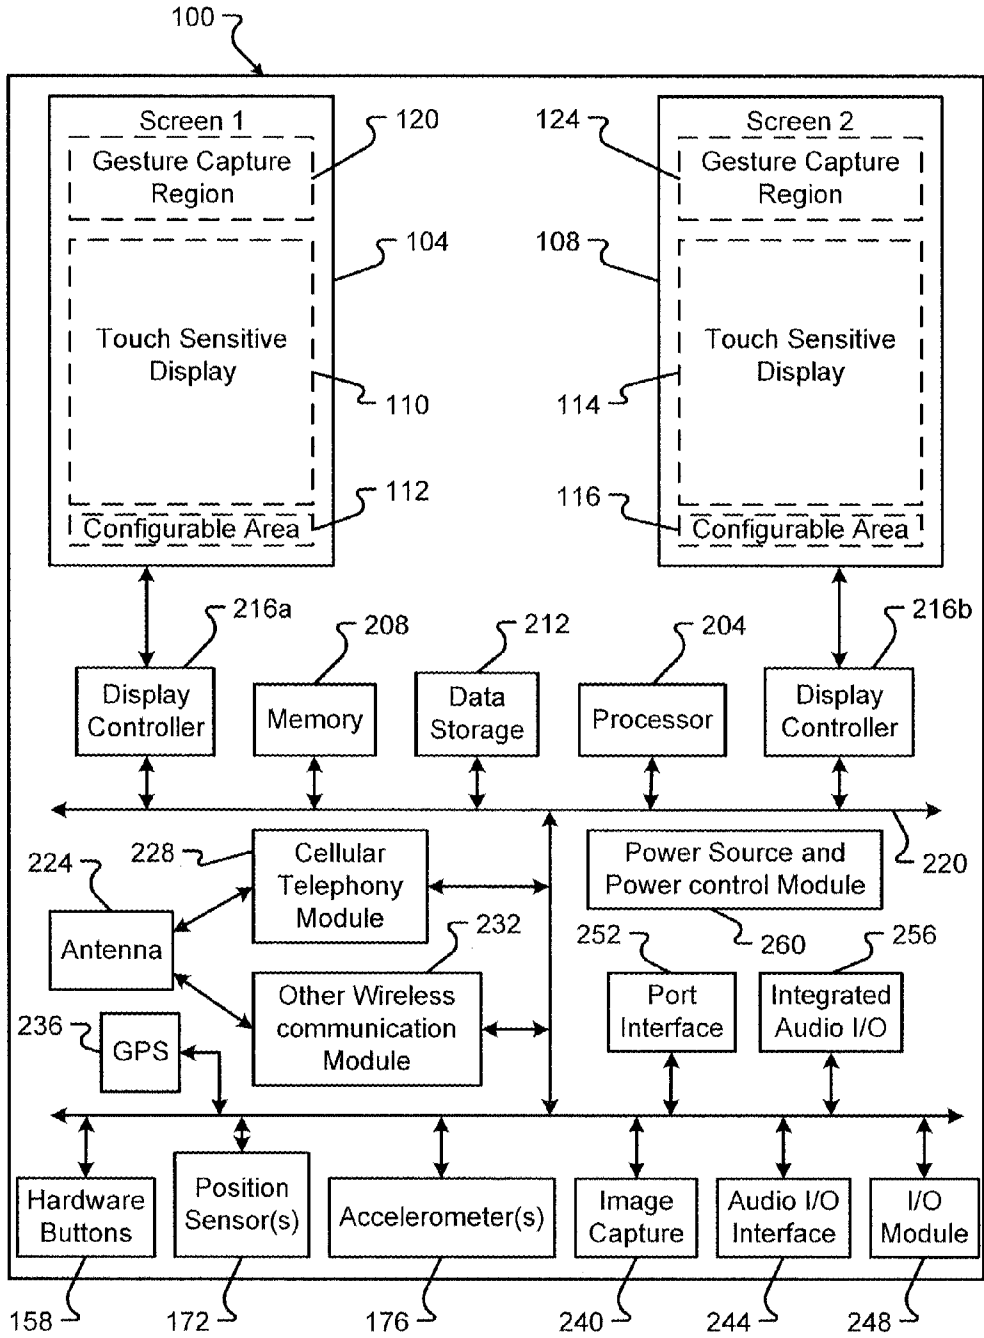 100
Screen 1
Gesture Capture
Region
120
104
Touch Sensitive
Display
110
112
Configurable Area
Screen 2
124
Gesture Capture
Region
108
Touch Sensitive
Display
114
116
Configurable Area
216a
208
212
204
216b
Display
Controller
Memory
Data
Storage
Processor
Display
Controller
220
224
228
Cellular
Telephony
Module
Power Source and
Power control Module
260
Antenna
232
Other Wireless
communication
Module
252
256
Port
Interface
Integrated
Audio I/O
236
GPS
Hardware
Buttons
Position
Sensor(s)
Accelerometer(s)
Image
Capture
Audio I/O
Interface
I/O
Module
158
172
176
240
244
248